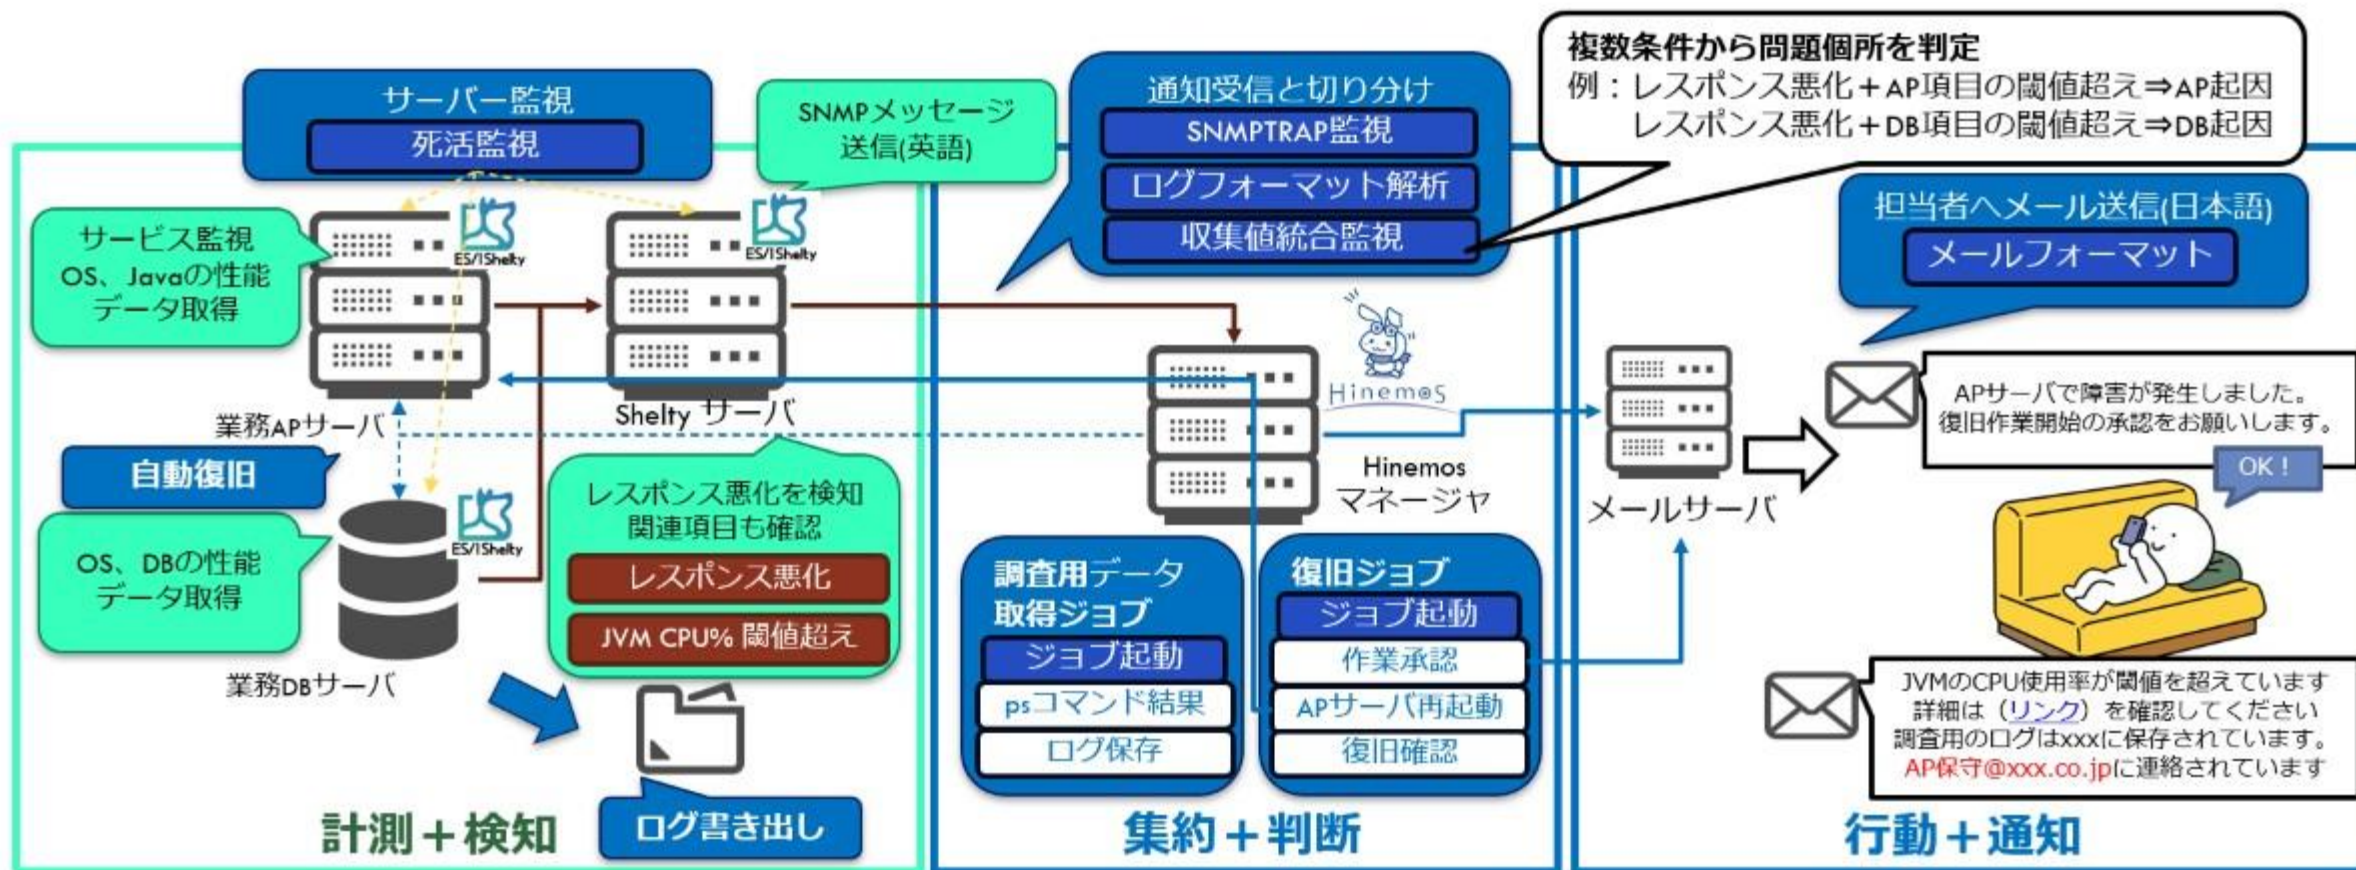 複数条件から問題個所を判定
例：レスポンス悪化＋AP項目の閾値超え⇒AP起因
レスポンス悪化＋DB項目の閾値超え⇒DB起因
サーバー監視
死活監視
SNMPメッセージ
送信(英語)
通知受信と切り分け
SNMPTRAP監視
ログフォーマット解析
収集値統合監視
担当者へメール送信(日本語)
メールフォーマット
サービス監視
OS、Javaの性能
データ取得
ES/1Shelty
ES/1Shelty
Hinemos
業務APサーバ
Shelty サーバ
Hinemos
マネージャ
メールサーバ
APサーバで障害が発生しました。
復旧作業開始の承認をお願いします。
OK！
自動復旧
OS、DBの性能
データ取得
ES/1Shelty
業務DBサーバ
レスポンス悪化を検知
関連項目も確認
レスポンス悪化
JVM CPU% 閾値超え
調査用データ
取得ジョブ
ジョブ起動
psコマンド結果
ログ保存
復旧ジョブ
ジョブ起動
作業承認
APサーバ再起動
復旧確認
JVMのCPU使用率が閾値を超えています
詳細は（リンク）を確認してください
調査用のログはxxxに保存されています。
AP保守@xxx.co.jpに連絡されています
ログ書き出し
計測＋検知
集約＋判断
行動＋通知